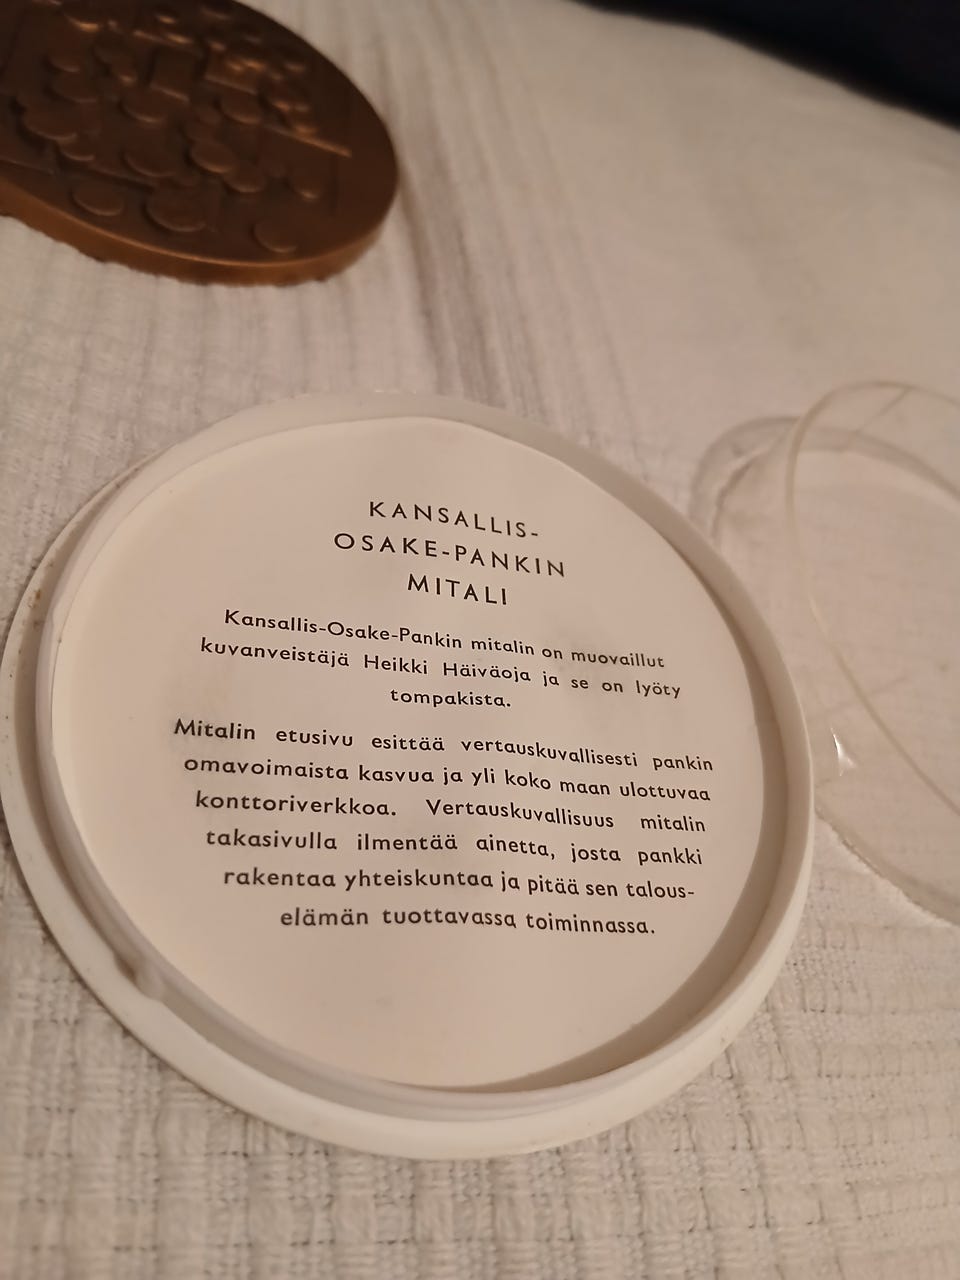 KANSALLIS-
OSAKE-PANKIN
MITALI
Kansallis-Osake-Pankin mitalin on muovaillut
kuvanveistäjä Heikki Häiväoja ja se on lyöty
tompakista.
Mitalin etusivu esittää vertauskuvallisesti pankin
omavoimaista kasvua ja yli koko maan ulottuvaa
konttoriverkkoa. Vertauskuvallisuus mitalin
takasivulla ilmentää ainetta, josta pankki
rakentaa yhteiskuntaa ja pitää sen talous-
elämän tuottavassa toiminnassa.